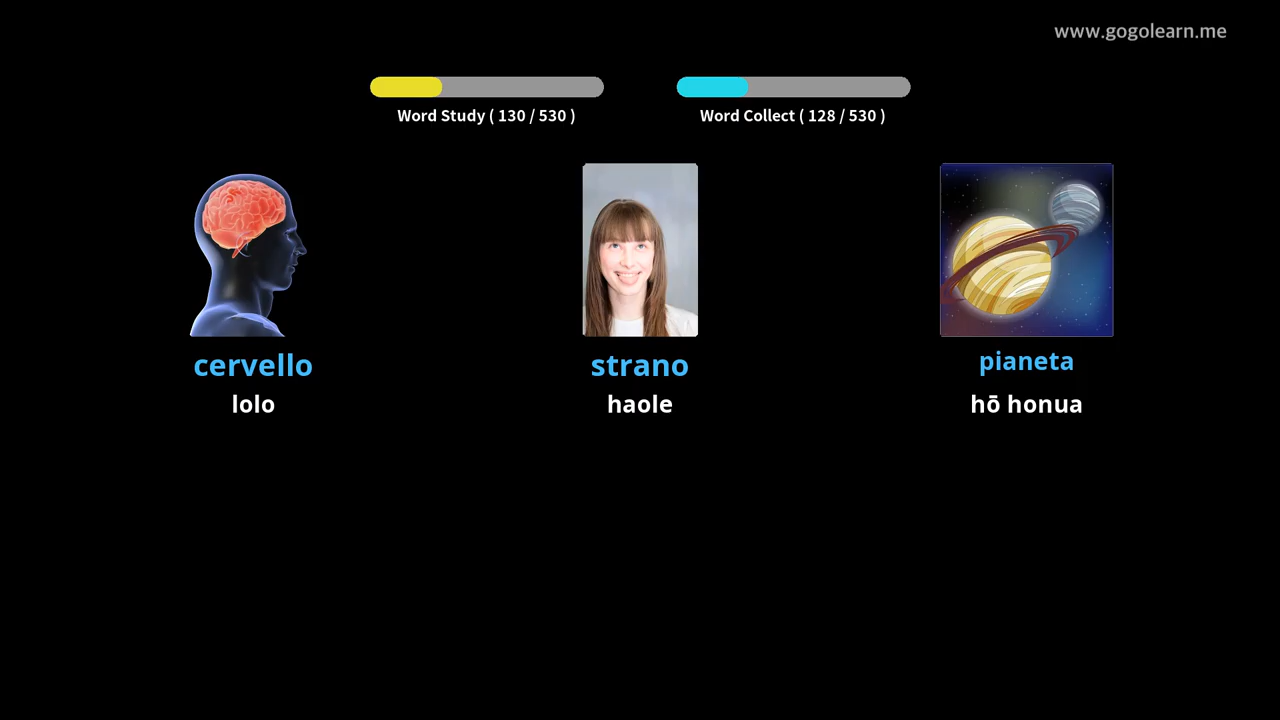 www.gogolearn.me
Word Study ( 130 / 530 )
Word Collect ( 128 / 530 )
cervello
strano
pianeta
lolo
haole
hō honua